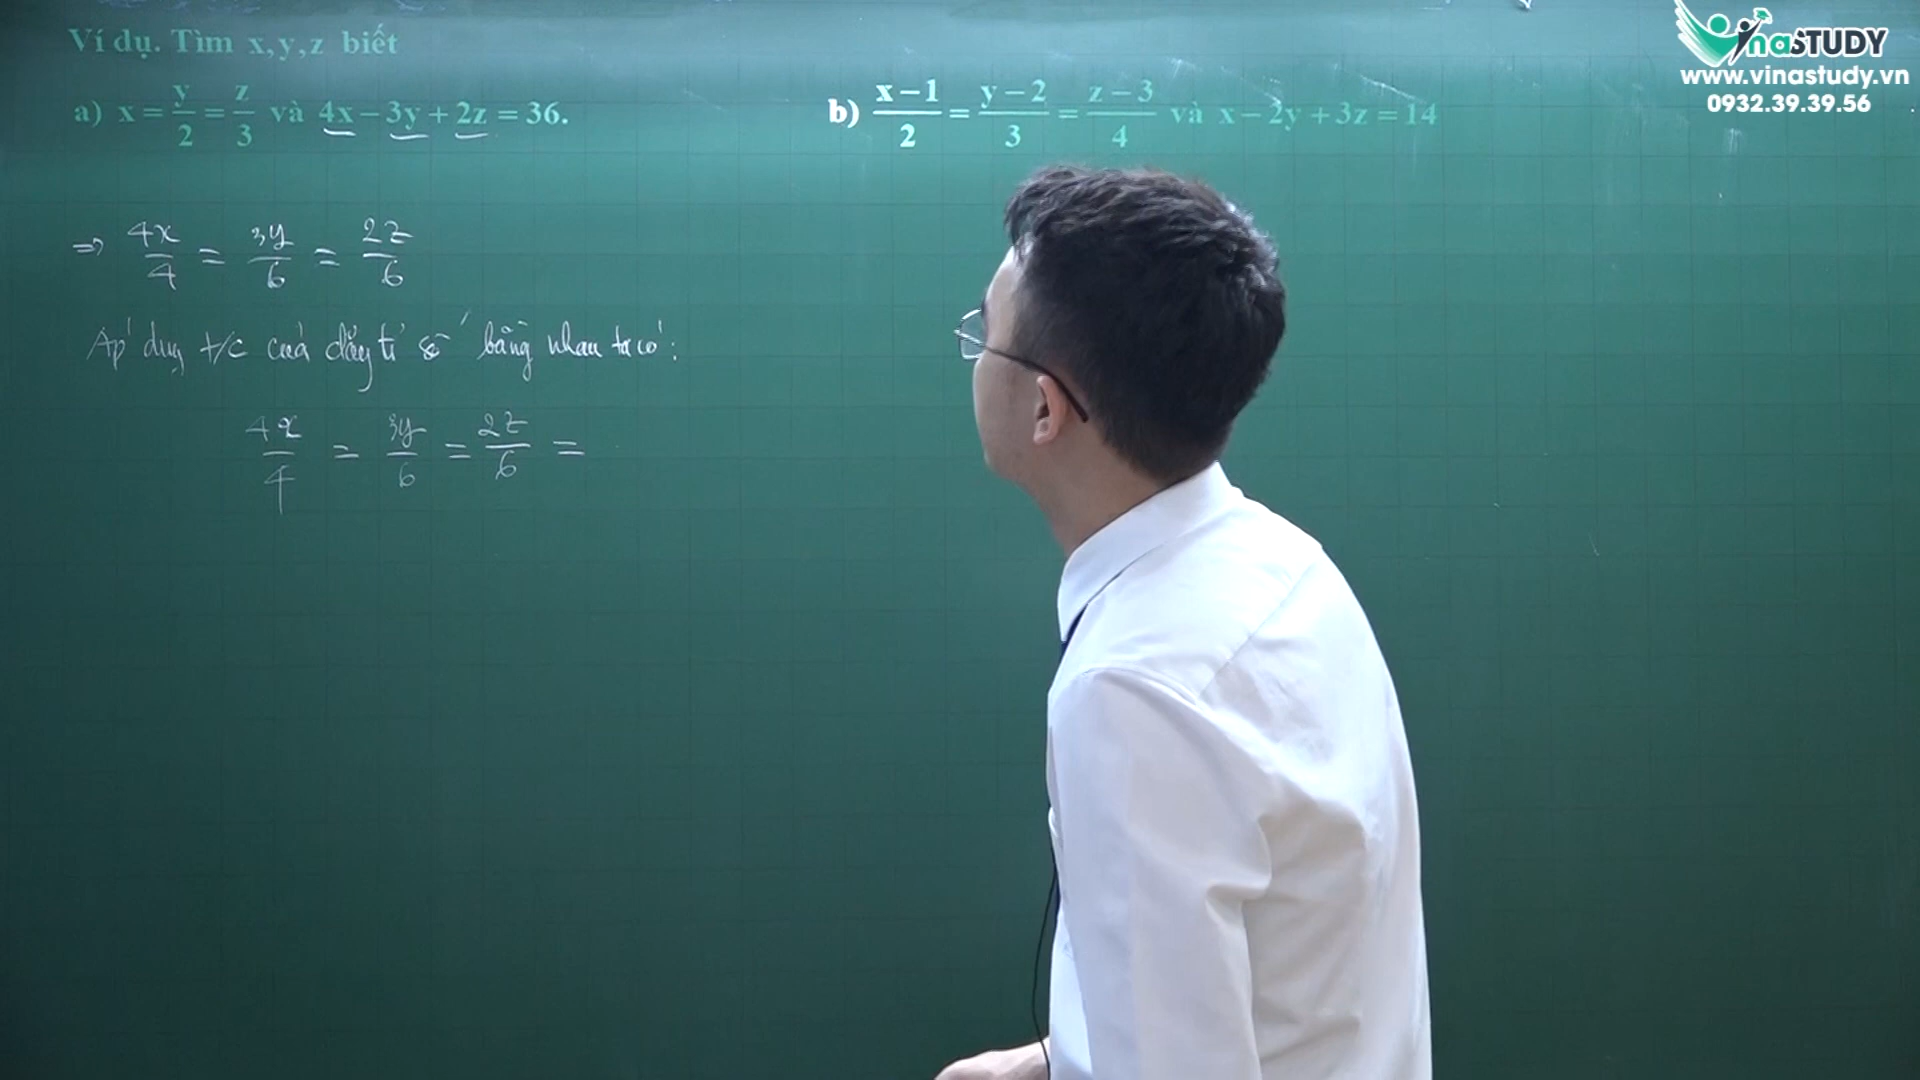 Ví dụ. Tìm x, y, z biết
a) x = y/2 = z/3 và 4x − 3y + 2z = 36.
b) (x − 1)/2 = (y − 2)/3 = (z − 3)/4 và x − 2y + 3z = 14
⇒ 4x/4 = 3y/6 = 2z/6
Áp dụng t/c của dãy tỉ số bằng nhau ta có:
4x/4 = 3y/6 = 2z/6 =
VinaSTUDY
www.vinastudy.vn
0932.39.39.56